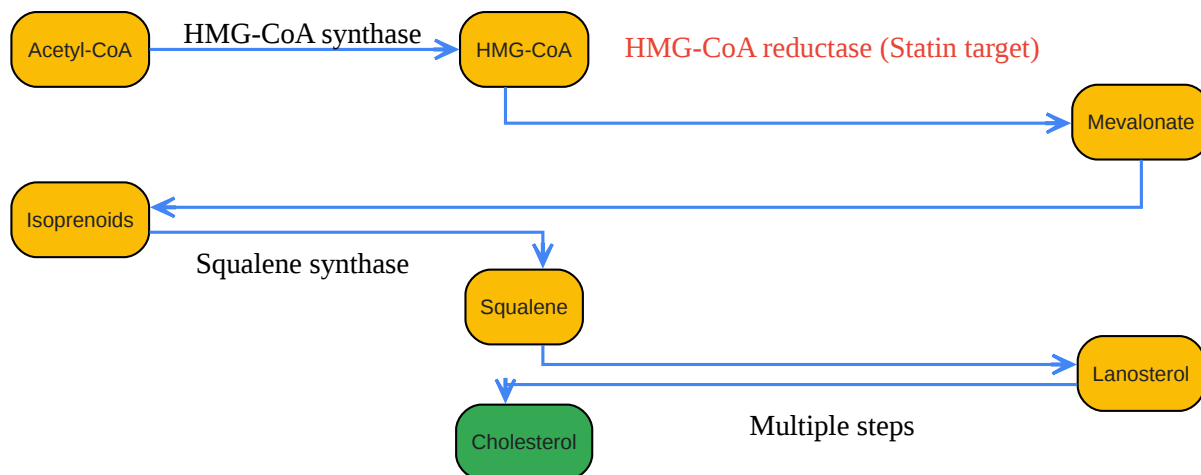 Acetyl-CoA
HMG-CoA synthase
HMG-CoA
HMG-CoA reductase (Statin target)
Mevalonate
Isoprenoids
Squalene synthase
Squalene
Lanosterol
Multiple steps
Cholesterol